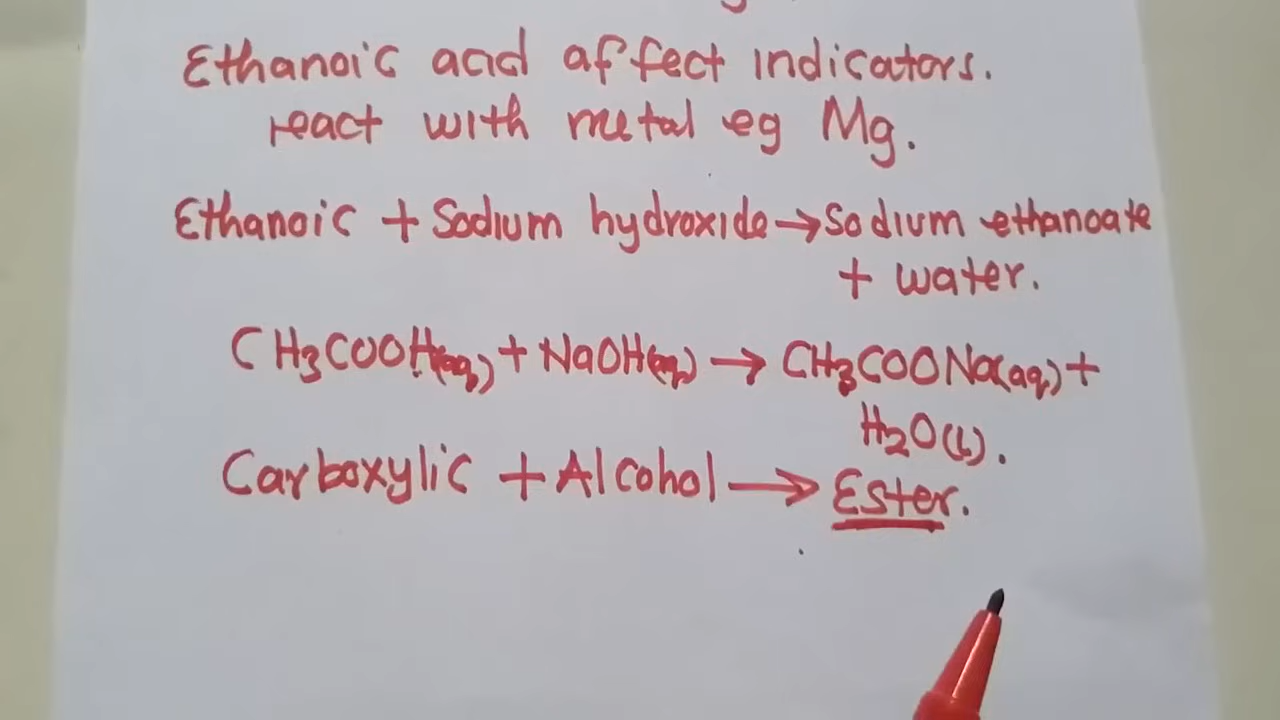 Ethanoic acid affect indicators.
react with metal eg Mg.
Ethanoic + Sodium hydroxide → Sodium ethanoate
+ water.
CH₃COOH(aq) + NaOH(aq) → CH₃COONa(aq) +
H₂O(l).
Carboxylic + Alcohol → Ester.